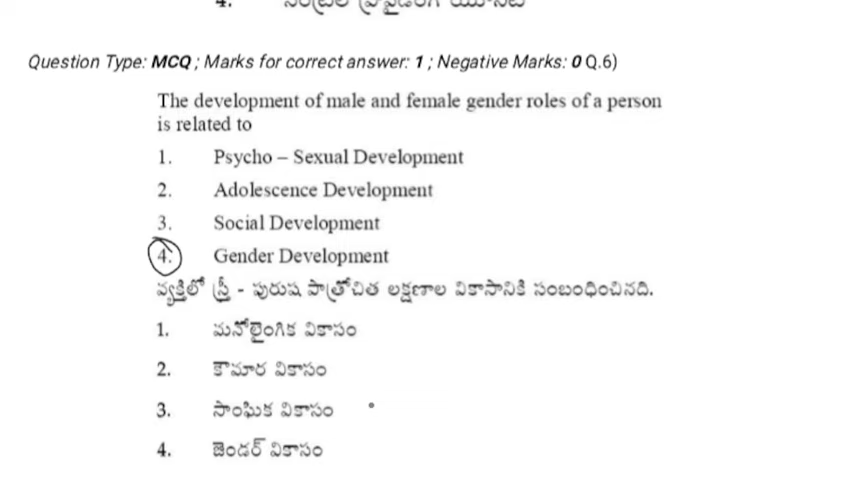 4. సెంట్రల్ ప్రొవైడింగ్ యూనిట్
Question Type: MCQ ; Marks for correct answer: 1 ; Negative Marks: 0 Q.6)
The development of male and female gender roles of a person
is related to
1. Psycho – Sexual Development
2. Adolescence Development
3. Social Development
4. Gender Development
వ్యక్తిలో స్త్రీ - పురుష పాత్రోచిత లక్షణాల వికాసానికి సంబంధించినది.
1. మనోలైంగిక వికాసం
2. కౌమార వికాసం
3. సాంఘిక వికాసం
4. జెండర్ వికాసం